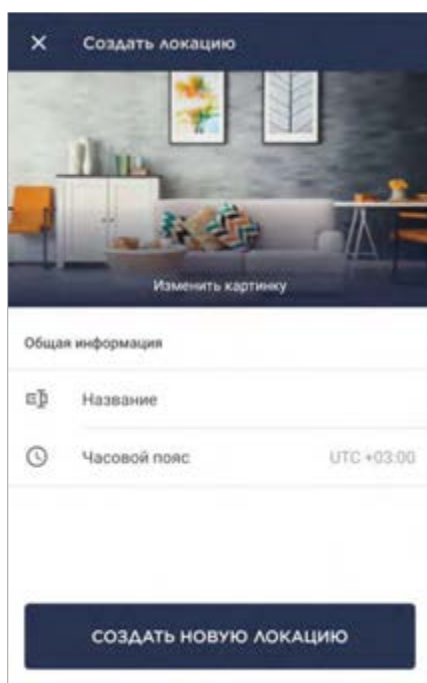 Создать локацию
Изменить картинку
Общая информация
Название
Часовой пояс UTC +03:00
СОЗДАТЬ НОВУЮ ЛОКАЦИЮ